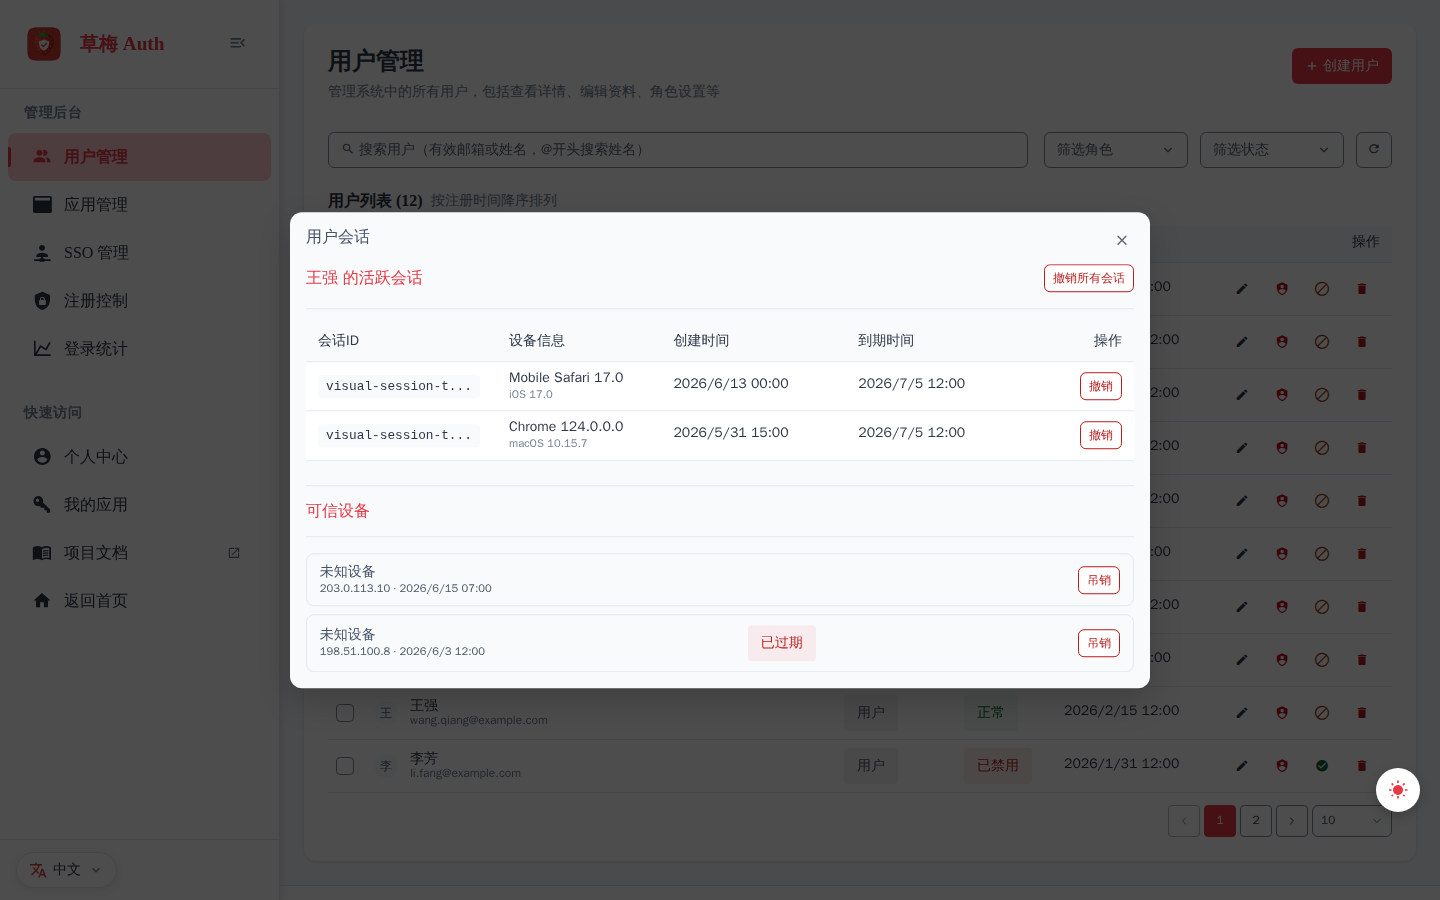 草梅 Auth
管理后台
用户管理
应用管理
SSO 管理
注册控制
登录统计
快速访问
个人中心
我的应用
项目文档
返回首页
中文
用户管理
管理系统中的所有用户，包括查看详情、编辑资料、角色设置等
创建用户
搜索用户（有效邮箱或姓名，@开头搜索姓名）
筛选角色
筛选状态
用户列表 (12) 按注册时间降序排列
操作
用户会话
王强 的活跃会话
撤销所有会话
会话ID 设备信息 创建时间 到期时间 操作
visual-session-t... Mobile Safari 17.0 2026/6/13 00:00 2026/7/5 12:00 撤销
iOS 17.0
visual-session-t... Chrome 124.0.0.0 2026/5/31 15:00 2026/7/5 12:00 撤销
macOS 10.15.7
可信设备
未知设备
203.0.113.10 · 2026/6/15 07:00
吊销
未知设备
198.51.100.8 · 2026/6/3 12:00
已过期
吊销
王 王强 用户 正常 2026/2/15 12:00
wang.qiang@example.com
李 李芳 用户 已禁用 2026/1/31 12:00
li.fang@example.com
1 2 10